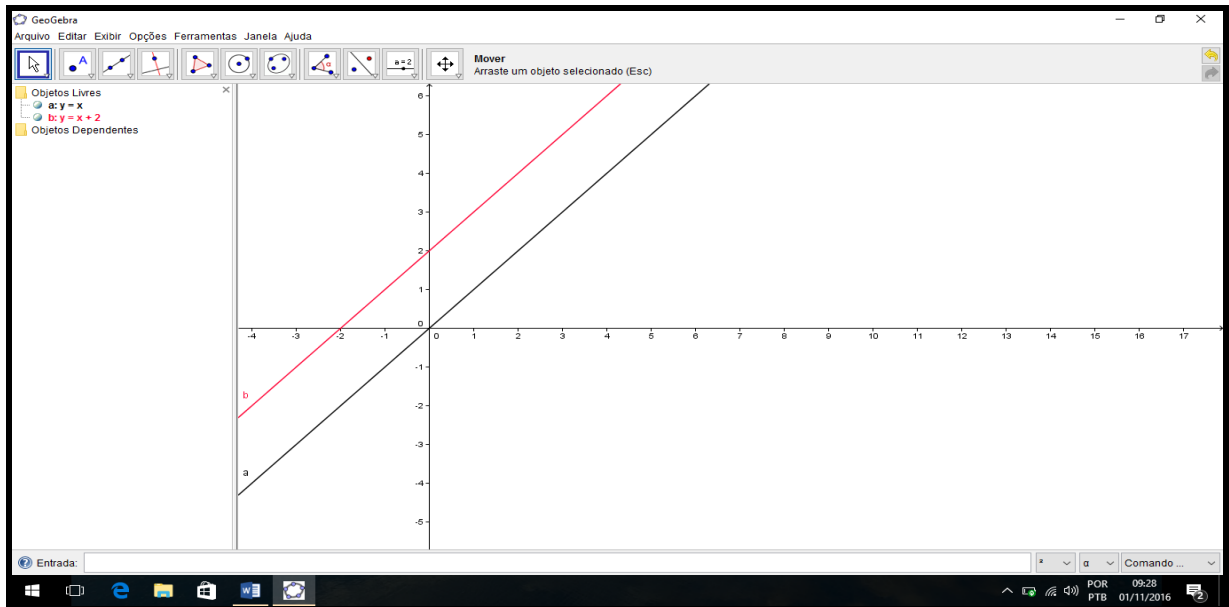 GeoGebra
Arquivo Editar Exibir Opções Ferramentas Janela Ajuda
A
α
a = 2
Mover
Arraste um objeto selecionado (Esc)
Objetos Livres
a: y = x
b: y = x + 2
Objetos Dependentes
6
5
4
3
2
1
0
-4 -3 -2 -1 0 1 2 3 4 5 6 7 8 9 10 11 12 13 14 15 16 17
-1
b
-2
-3
a
-4
-5
Entrada:
α
Comando ...
W
POR 09:28
PTB 01/11/2016
2